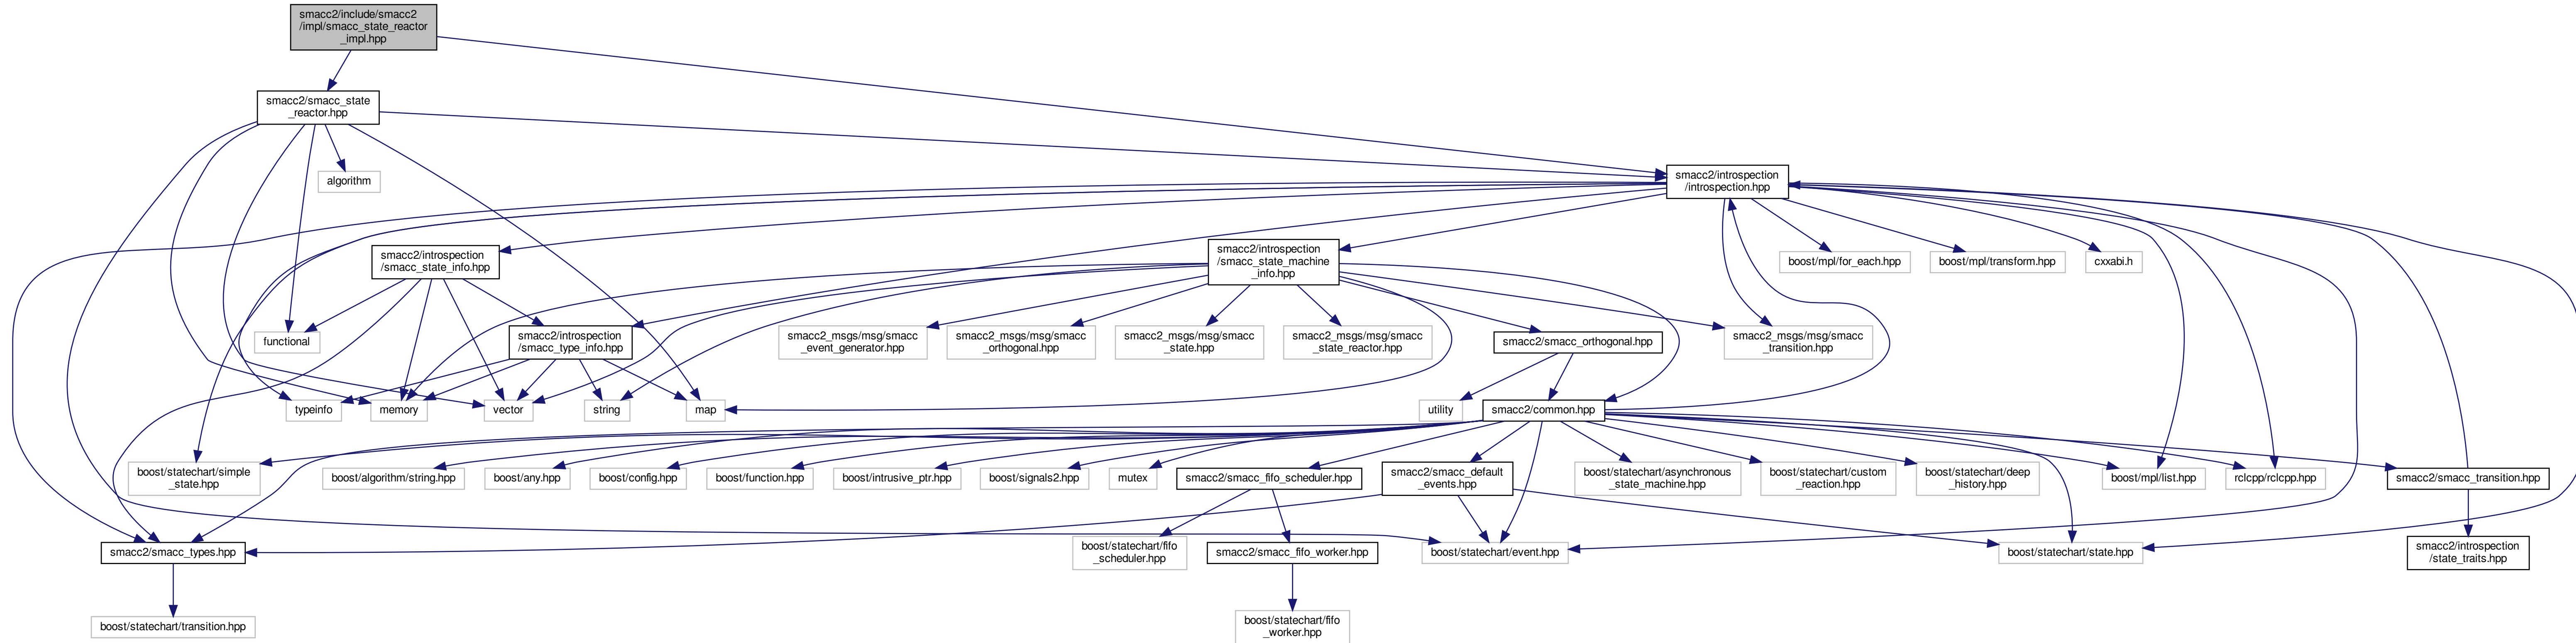 smacc2/include/smacc2
/impl/smacc_state_reactor
_impl.hpp
smacc2/smacc_state
_reactor.hpp
algorithm
smacc2/introspection
/introspection.hpp
smacc2/introspection
/smacc_state_info.hpp
smacc2/introspection
/smacc_state_machine
_info.hpp
boost/mpl/for_each.hpp
boost/mpl/transform.hpp
cxxabi.h
functional
smacc2/introspection
/smacc_type_info.hpp
smacc2_msgs/msg/smacc
_event_generator.hpp
smacc2_msgs/msg/smacc
_orthogonal.hpp
smacc2_msgs/msg/smacc
_state.hpp
smacc2_msgs/msg/smacc
_state_reactor.hpp
smacc2/smacc_orthogonal.hpp
smacc2_msgs/msg/smacc
_transition.hpp
typeinfo
memory
vector
string
map
utility
smacc2/common.hpp
boost/statechart/simple
_state.hpp
boost/algorithm/string.hpp
boost/any.hpp
boost/config.hpp
boost/function.hpp
boost/intrusive_ptr.hpp
boost/signals2.hpp
mutex
smacc2/smacc_fifo_scheduler.hpp
smacc2/smacc_default
_events.hpp
boost/statechart/asynchronous
_state_machine.hpp
boost/statechart/custom
_reaction.hpp
boost/statechart/deep
_history.hpp
boost/mpl/list.hpp
rclcpp/rclcpp.hpp
smacc2/smacc_transition.hpp
smacc2/smacc_types.hpp
boost/statechart/fifo
_scheduler.hpp
smacc2/smacc_fifo_worker.hpp
boost/statechart/event.hpp
boost/statechart/state.hpp
smacc2/introspection
/state_traits.hpp
boost/statechart/transition.hpp
boost/statechart/fifo
_worker.hpp